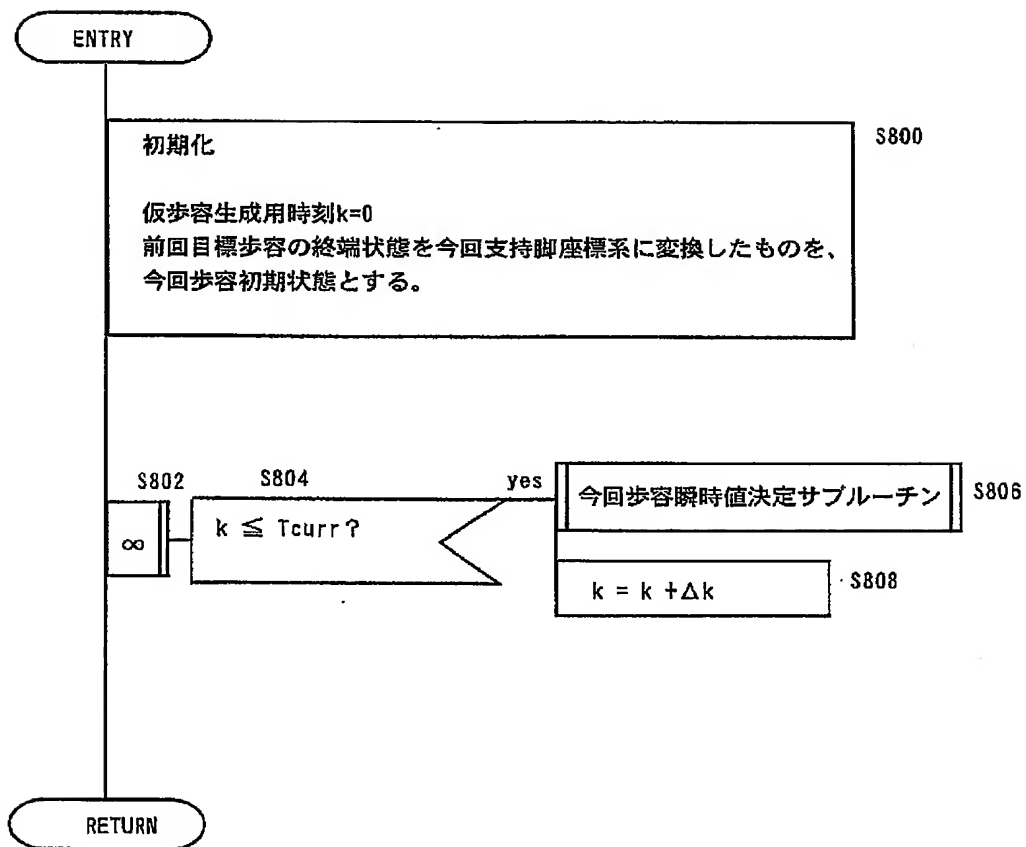 ENTRY
S800
初期化
仮歩容生成用時刻k=0
前回目標歩容の終端状態を今回支持脚座標系に変換したものを、
今回歩容初期状態とする。
S802
S804
yes
∞
k ≦ Tcurr?
今回歩容瞬時値決定サブルーチン
S806
k = k +Δk
S808
RETURN